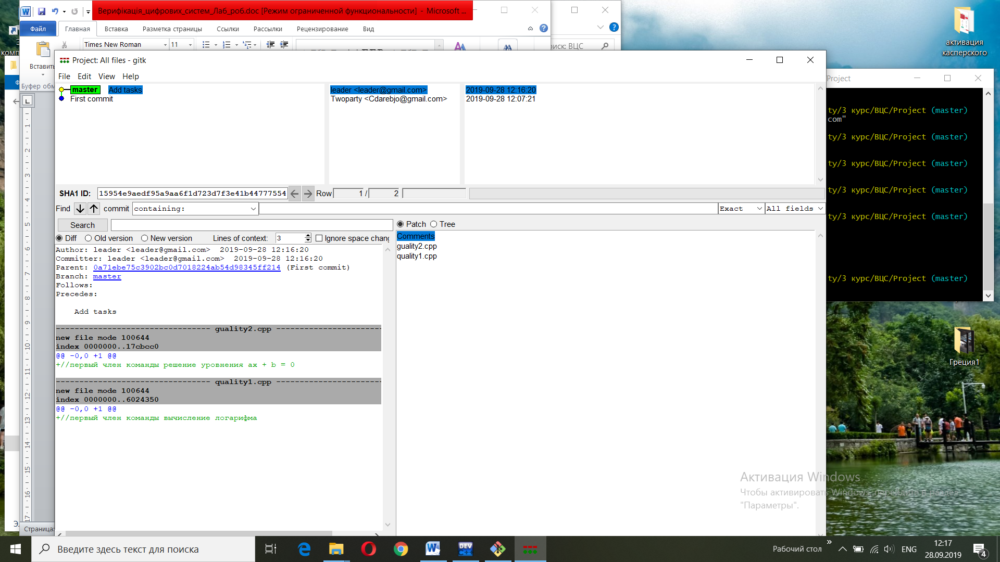 Верифікація_цифрових_систем_Лаб_роб.doc [Режим ограниченной функциональности] - Microsoft ...
Файл Главная Вставка Разметка страницы Ссылки Рассылки Рецензирование Вид
Times New Roman 11
Вставить
Буфер обм
риск: ВЦС
активация
касперского
Project: All files - gitk
File Edit View Help
master Add tasks leader <leader@gmail.com> 2019-09-28 12:16:20
First commit Twoparty <Cdarebjo@gmail.com> 2019-09-28 12:07:21
Project
ty/3 курс/ВЦС/Project (master)
com"
ty/3 курс/ВЦС/Project (master)
ty/3 курс/ВЦС/Project (master)
ty/3 курс/ВЦС/Project (master)
ty/3 курс/ВЦС/Project (master)
ty/3 курс/ВЦС/Project (master)
SHA1 ID: 15954e9aedf95a9aa6f1d723d7f3e41b44777554 Row 1 / 2
Find commit containing: Exact All fields
Search
Patch Tree
Diff Old version New version Lines of context: 3 Ignore space chang
Comments
guality2.cpp
quality1.cpp
Author: leader <leader@gmail.com> 2019-09-28 12:16:20
Committer: leader <leader@gmail.com> 2019-09-28 12:16:20
Parent: 0a71ebe75c3902bc0d7018224ab54d98345ff214 (First commit)
Branch: master
Follows:
Precedes:
Add tasks
--------------------------------- guality2.cpp -----------------------
new file mode 100644
index 0000000..17cbcc0
@@ -0,0 +1 @@
+//первый член команды решение уровнения ax + b = 0
--------------------------------- quality1.cpp -----------------------
new file mode 100644
index 0000000..6024350
@@ -0,0 +1 @@
+//первый член команды вычисление логарифма
Греция1
Активация Windows
Чтобы активировать Windows, перейдите в раздел
"Параметры".
Страница:
Введите здесь текст для поиска
Рабочий стол » ENG
12:17
28.09.2019
4